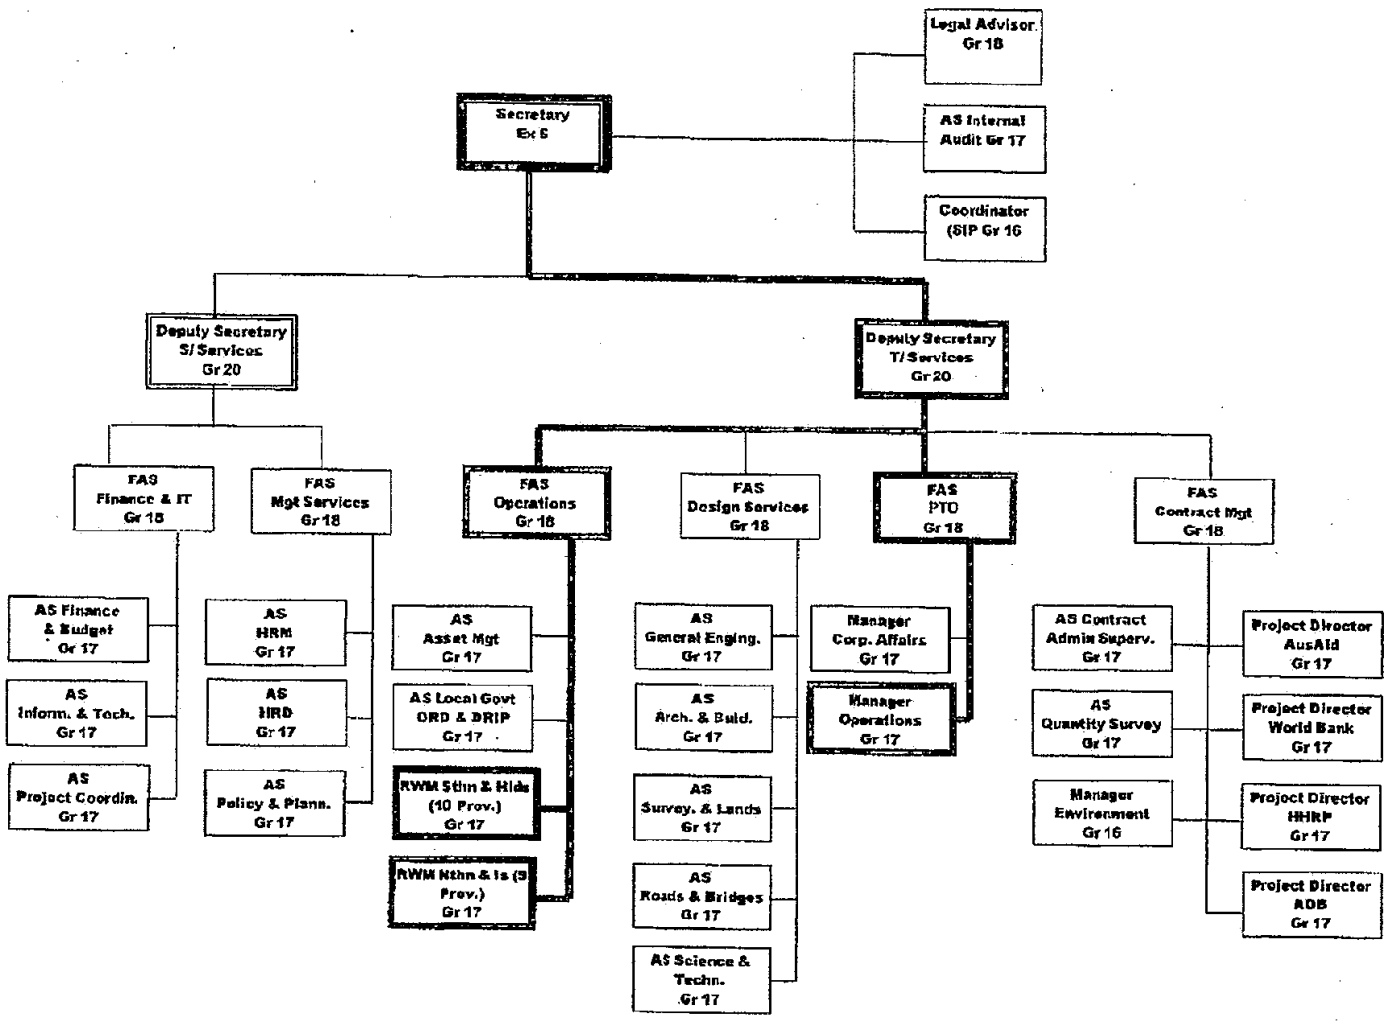 Legal Advisor
Gr 18
Secretary
Ex 6
AS Internal
Audit Gr 17
Coordinator
(SIP Gr 16
Deputy Secretary
S/ Services
Gr 20
Deputy Secretary
T/ Services
Gr 20
FAS
Finance & IT
Gr 18
FAS
Mgt Services
Gr 18
FAS
Operations
Gr 18
FAS
Design Services
Gr 18
FAS
PTO
Gr 18
FAS
Contract Mgt
Gr 18
AS Finance
& Budget
Gr 17
AS
Inform. & Tech.
Gr 17
AS
Project Coordin.
Gr 17
AS
HRM
Gr 17
AS
HRD
Gr 17
AS
Policy & Plann.
Gr 17
AS
Asset Mgt
Gr 17
AS Local Govt
ORD & DRIP
Gr 17
RWM Sthn & Hlds
(10 Prov.)
Gr 17
RWM Nthn & Is (9
Prov.)
Gr 17
AS
General Enging.
Gr 17
AS
Arch. & Buld.
Gr 17
AS
Survey. & Lands
Gr 17
AS
Roads & Bridges
Gr 17
AS Science &
Techn.
Gr 17
Manager
Corp. Affairs
Gr 17
Manager
Operations
Gr 17
AS Contract
Admin Superv.
Gr 17
AS
Quantity Survey
Gr 17
Manager
Environment
Gr 16
Project Director
AusAid
Gr 17
Project Director
World Bank
Gr 17
Project Director
HHRP
Gr 17
Project Director
ADB
Gr 17